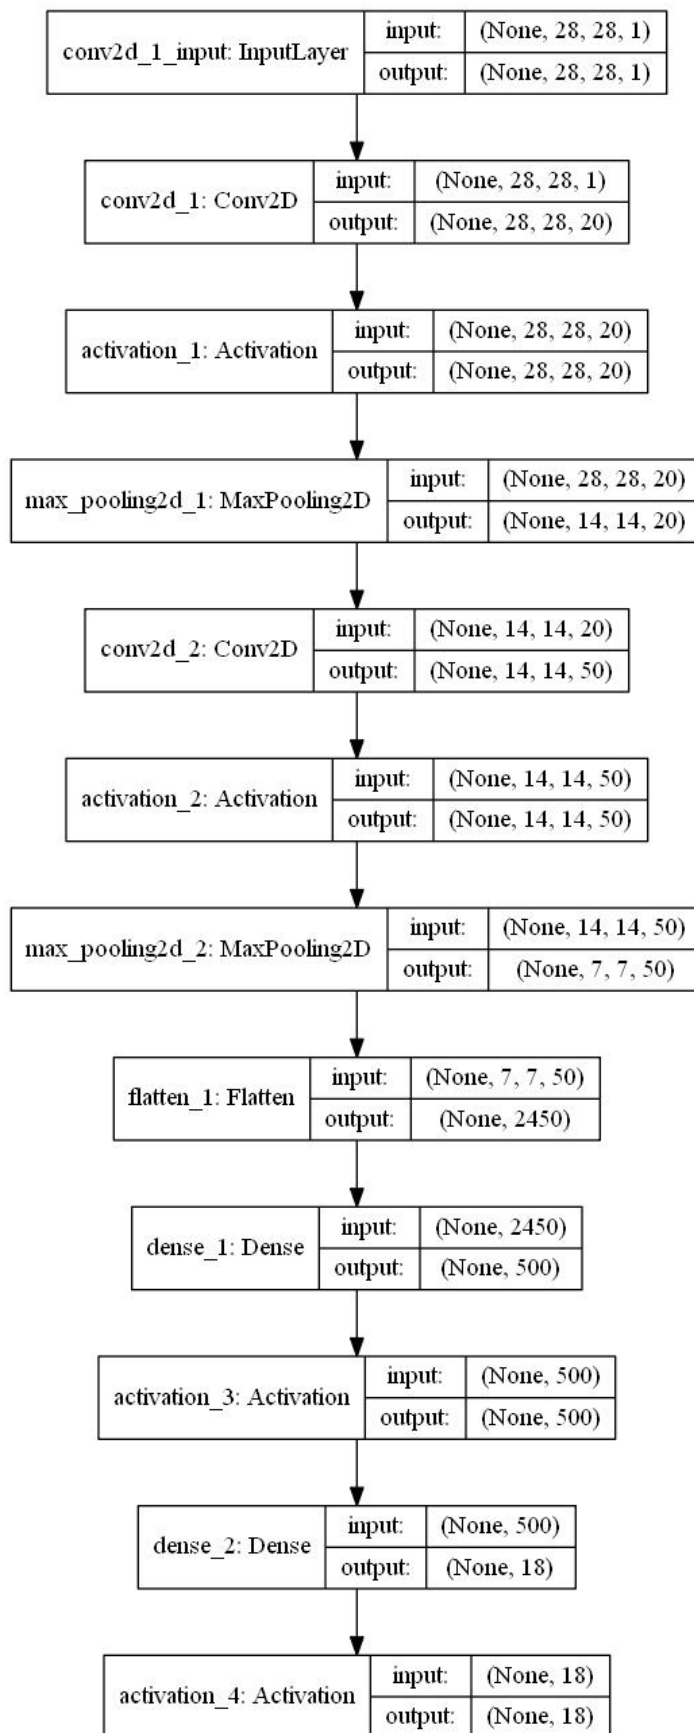 conv2d_1_input: InputLayer
input: (None, 28, 28, 1)
output: (None, 28, 28, 1)
conv2d_1: Conv2D
input: (None, 28, 28, 1)
output: (None, 28, 28, 20)
activation_1: Activation
input: (None, 28, 28, 20)
output: (None, 28, 28, 20)
max_pooling2d_1: MaxPooling2D
input: (None, 28, 28, 20)
output: (None, 14, 14, 20)
conv2d_2: Conv2D
input: (None, 14, 14, 20)
output: (None, 14, 14, 50)
activation_2: Activation
input: (None, 14, 14, 50)
output: (None, 14, 14, 50)
max_pooling2d_2: MaxPooling2D
input: (None, 14, 14, 50)
output: (None, 7, 7, 50)
flatten_1: Flatten
input: (None, 7, 7, 50)
output: (None, 2450)
dense_1: Dense
input: (None, 2450)
output: (None, 500)
activation_3: Activation
input: (None, 500)
output: (None, 500)
dense_2: Dense
input: (None, 500)
output: (None, 18)
activation_4: Activation
input: (None, 18)
output: (None, 18)